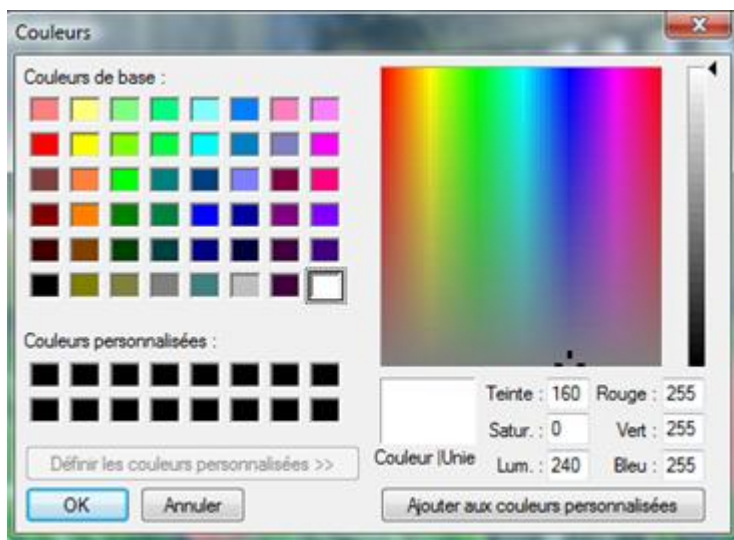 Couleurs
Couleurs de base :
Couleurs personnalisées :
Définir les couleurs personnalisées >>
OK
Annuler
Couleur |Unie
Teinte : 160
Rouge : 255
Satur. : 0
Vert : 255
Lum. : 240
Bleu : 255
Ajouter aux couleurs personnalisées